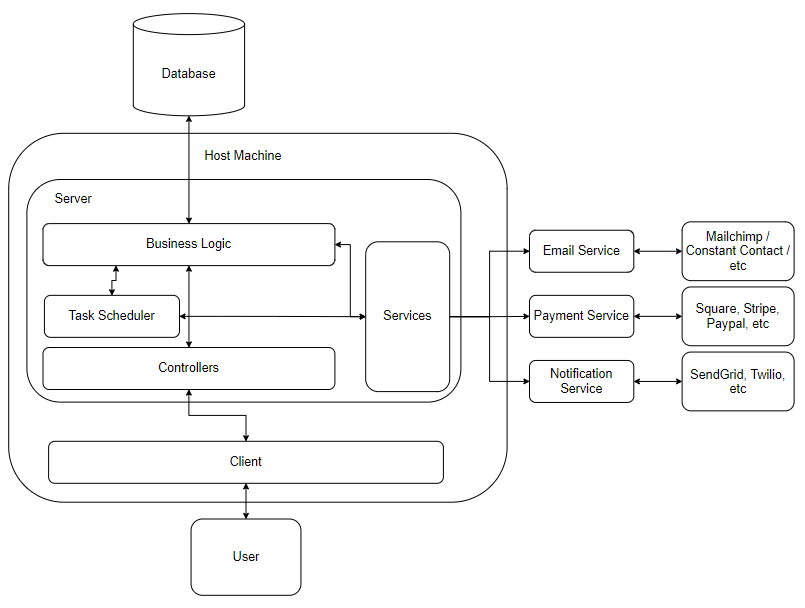 Database
Host Machine
Server
Business Logic
Task Scheduler
Services
Controllers
Client
User
Email Service
Mailchimp /
Constant Contact /
etc
Payment Service
Square, Stripe,
Paypal, etc
Notification
Service
SendGrid, Twilio,
etc